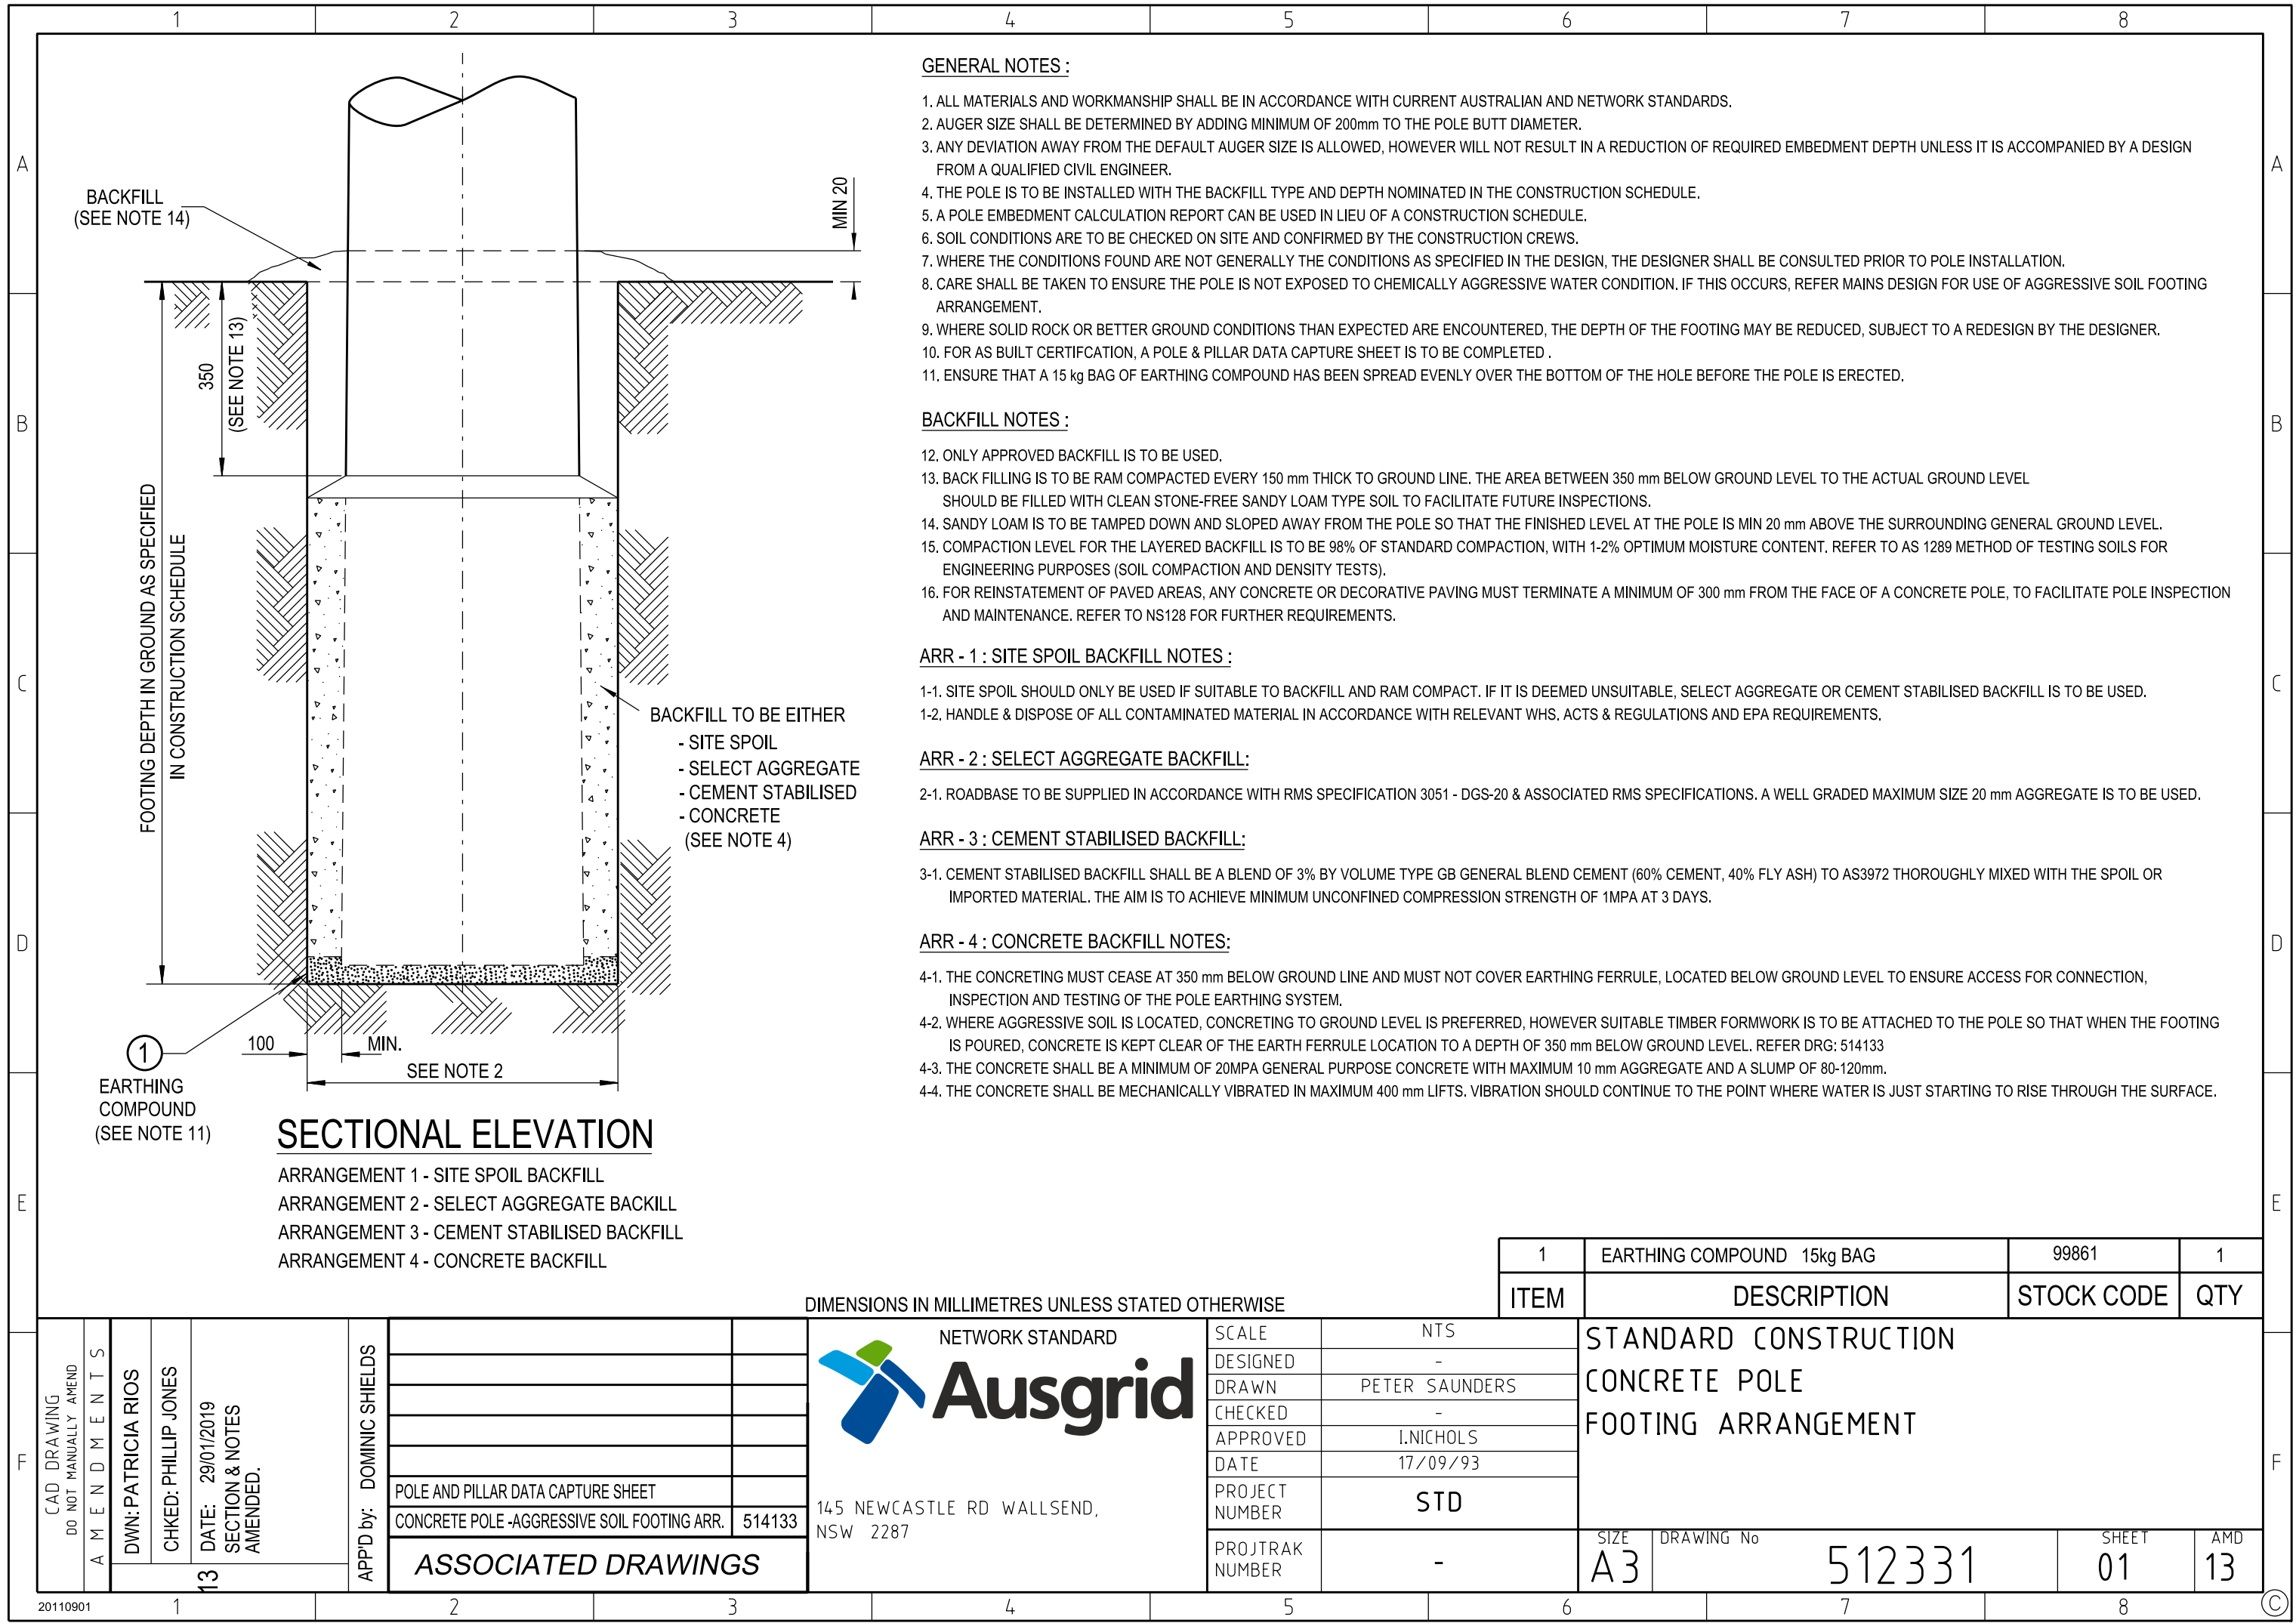 1 2 3 4 5 6 7 8
A
B
C
D
E
F
A
B
C
D
E
F
BACKFILL
(SEE NOTE 14)
MIN 20
350
(SEE NOTE 13)
FOOTING DEPTH IN GROUND AS SPECIFIED
IN CONSTRUCTION SCHEDULE
BACKFILL TO BE EITHER
- SITE SPOIL
- SELECT AGGREGATE
- CEMENT STABILISED
- CONCRETE
(SEE NOTE 4)
1
EARTHING
COMPOUND
(SEE NOTE 11)
100 MIN.
SEE NOTE 2
SECTIONAL ELEVATION
ARRANGEMENT 1 - SITE SPOIL BACKFILL
ARRANGEMENT 2 - SELECT AGGREGATE BACKILL
ARRANGEMENT 3 - CEMENT STABILISED BACKFILL
ARRANGEMENT 4 - CONCRETE BACKFILL
GENERAL NOTES :
1. ALL MATERIALS AND WORKMANSHIP SHALL BE IN ACCORDANCE WITH CURRENT AUSTRALIAN AND NETWORK STANDARDS.
2. AUGER SIZE SHALL BE DETERMINED BY ADDING MINIMUM OF 200mm TO THE POLE BUTT DIAMETER.
3. ANY DEVIATION AWAY FROM THE DEFAULT AUGER SIZE IS ALLOWED, HOWEVER WILL NOT RESULT IN A REDUCTION OF REQUIRED EMBEDMENT DEPTH UNLESS IT IS ACCOMPANIED BY A DESIGN
FROM A QUALIFIED CIVIL ENGINEER.
4. THE POLE IS TO BE INSTALLED WITH THE BACKFILL TYPE AND DEPTH NOMINATED IN THE CONSTRUCTION SCHEDULE.
5. A POLE EMBEDMENT CALCULATION REPORT CAN BE USED IN LIEU OF A CONSTRUCTION SCHEDULE.
6. SOIL CONDITIONS ARE TO BE CHECKED ON SITE AND CONFIRMED BY THE CONSTRUCTION CREWS.
7. WHERE THE CONDITIONS FOUND ARE NOT GENERALLY THE CONDITIONS AS SPECIFIED IN THE DESIGN, THE DESIGNER SHALL BE CONSULTED PRIOR TO POLE INSTALLATION.
8. CARE SHALL BE TAKEN TO ENSURE THE POLE IS NOT EXPOSED TO CHEMICALLY AGGRESSIVE WATER CONDITION. IF THIS OCCURS, REFER MAINS DESIGN FOR USE OF AGGRESSIVE SOIL FOOTING
ARRANGEMENT.
9. WHERE SOLID ROCK OR BETTER GROUND CONDITIONS THAN EXPECTED ARE ENCOUNTERED, THE DEPTH OF THE FOOTING MAY BE REDUCED, SUBJECT TO A REDESIGN BY THE DESIGNER.
10. FOR AS BUILT CERTIFCATION, A POLE & PILLAR DATA CAPTURE SHEET IS TO BE COMPLETED .
11. ENSURE THAT A 15 kg BAG OF EARTHING COMPOUND HAS BEEN SPREAD EVENLY OVER THE BOTTOM OF THE HOLE BEFORE THE POLE IS ERECTED.
BACKFILL NOTES :
12. ONLY APPROVED BACKFILL IS TO BE USED.
13. BACK FILLING IS TO BE RAM COMPACTED EVERY 150 mm THICK TO GROUND LINE. THE AREA BETWEEN 350 mm BELOW GROUND LEVEL TO THE ACTUAL GROUND LEVEL
SHOULD BE FILLED WITH CLEAN STONE-FREE SANDY LOAM TYPE SOIL TO FACILITATE FUTURE INSPECTIONS.
14. SANDY LOAM IS TO BE TAMPED DOWN AND SLOPED AWAY FROM THE POLE SO THAT THE FINISHED LEVEL AT THE POLE IS MIN 20 mm ABOVE THE SURROUNDING GENERAL GROUND LEVEL.
15. COMPACTION LEVEL FOR THE LAYERED BACKFILL IS TO BE 98% OF STANDARD COMPACTION, WITH 1-2% OPTIMUM MOISTURE CONTENT. REFER TO AS 1289 METHOD OF TESTING SOILS FOR
ENGINEERING PURPOSES (SOIL COMPACTION AND DENSITY TESTS).
16. FOR REINSTATEMENT OF PAVED AREAS, ANY CONCRETE OR DECORATIVE PAVING MUST TERMINATE A MINIMUM OF 300 mm FROM THE FACE OF A CONCRETE POLE, TO FACILITATE POLE INSPECTION
AND MAINTENANCE. REFER TO NS128 FOR FURTHER REQUIREMENTS.
ARR - 1 : SITE SPOIL BACKFILL NOTES :
1-1. SITE SPOIL SHOULD ONLY BE USED IF SUITABLE TO BACKFILL AND RAM COMPACT. IF IT IS DEEMED UNSUITABLE, SELECT AGGREGATE OR CEMENT STABILISED BACKFILL IS TO BE USED.
1-2. HANDLE & DISPOSE OF ALL CONTAMINATED MATERIAL IN ACCORDANCE WITH RELEVANT WHS, ACTS & REGULATIONS AND EPA REQUIREMENTS.
ARR - 2 : SELECT AGGREGATE BACKFILL:
2-1. ROADBASE TO BE SUPPLIED IN ACCORDANCE WITH RMS SPECIFICATION 3051 - DGS-20 & ASSOCIATED RMS SPECIFICATIONS. A WELL GRADED MAXIMUM SIZE 20 mm AGGREGATE IS TO BE USED.
ARR - 3 : CEMENT STABILISED BACKFILL:
3-1. CEMENT STABILISED BACKFILL SHALL BE A BLEND OF 3% BY VOLUME TYPE GB GENERAL BLEND CEMENT (60% CEMENT, 40% FLY ASH) TO AS3972 THOROUGHLY MIXED WITH THE SPOIL OR
IMPORTED MATERIAL. THE AIM IS TO ACHIEVE MINIMUM UNCONFINED COMPRESSION STRENGTH OF 1MPA AT 3 DAYS.
ARR - 4 : CONCRETE BACKFILL NOTES:
4-1. THE CONCRETING MUST CEASE AT 350 mm BELOW GROUND LINE AND MUST NOT COVER EARTHING FERRULE, LOCATED BELOW GROUND LEVEL TO ENSURE ACCESS FOR CONNECTION,
INSPECTION AND TESTING OF THE POLE EARTHING SYSTEM.
4-2. WHERE AGGRESSIVE SOIL IS LOCATED, CONCRETING TO GROUND LEVEL IS PREFERRED, HOWEVER SUITABLE TIMBER FORMWORK IS TO BE ATTACHED TO THE POLE SO THAT WHEN THE FOOTING
IS POURED, CONCRETE IS KEPT CLEAR OF THE EARTH FERRULE LOCATION TO A DEPTH OF 350 mm BELOW GROUND LEVEL. REFER DRG: 514133
4-3. THE CONCRETE SHALL BE A MINIMUM OF 20MPA GENERAL PURPOSE CONCRETE WITH MAXIMUM 10 mm AGGREGATE AND A SLUMP OF 80-120mm.
4-4. THE CONCRETE SHALL BE MECHANICALLY VIBRATED IN MAXIMUM 400 mm LIFTS. VIBRATION SHOULD CONTINUE TO THE POINT WHERE WATER IS JUST STARTING TO RISE THROUGH THE SURFACE.
1 EARTHING COMPOUND 15kg BAG 99861 1
ITEM DESCRIPTION STOCK CODE QTY
DIMENSIONS IN MILLIMETRES UNLESS STATED OTHERWISE
CAD DRAWING
DO NOT MANUALLY AMEND
AMENDMENTS
DWN: PATRICIA RIOS
CHKED: PHILLIP JONES
DATE: 29/01/2019
SECTION & NOTES
AMENDED.
13
APP'D by: DOMINIC SHIELDS
POLE AND PILLAR DATA CAPTURE SHEET
CONCRETE POLE -AGGRESSIVE SOIL FOOTING ARR. 514133
ASSOCIATED DRAWINGS
NETWORK STANDARD
Ausgrid
145 NEWCASTLE RD WALLSEND,
NSW 2287
SCALE NTS
DESIGNED -
DRAWN PETER SAUNDERS
CHECKED -
APPROVED I.NICHOLS
DATE 17/09/93
PROJECT
NUMBER STD
PROJTRAK
NUMBER -
STANDARD CONSTRUCTION
CONCRETE POLE
FOOTING ARRANGEMENT
SIZE DRAWING No SHEET AMD
A3 512331 01 13
20110901
1 2 3 4 5 6 7 8
©